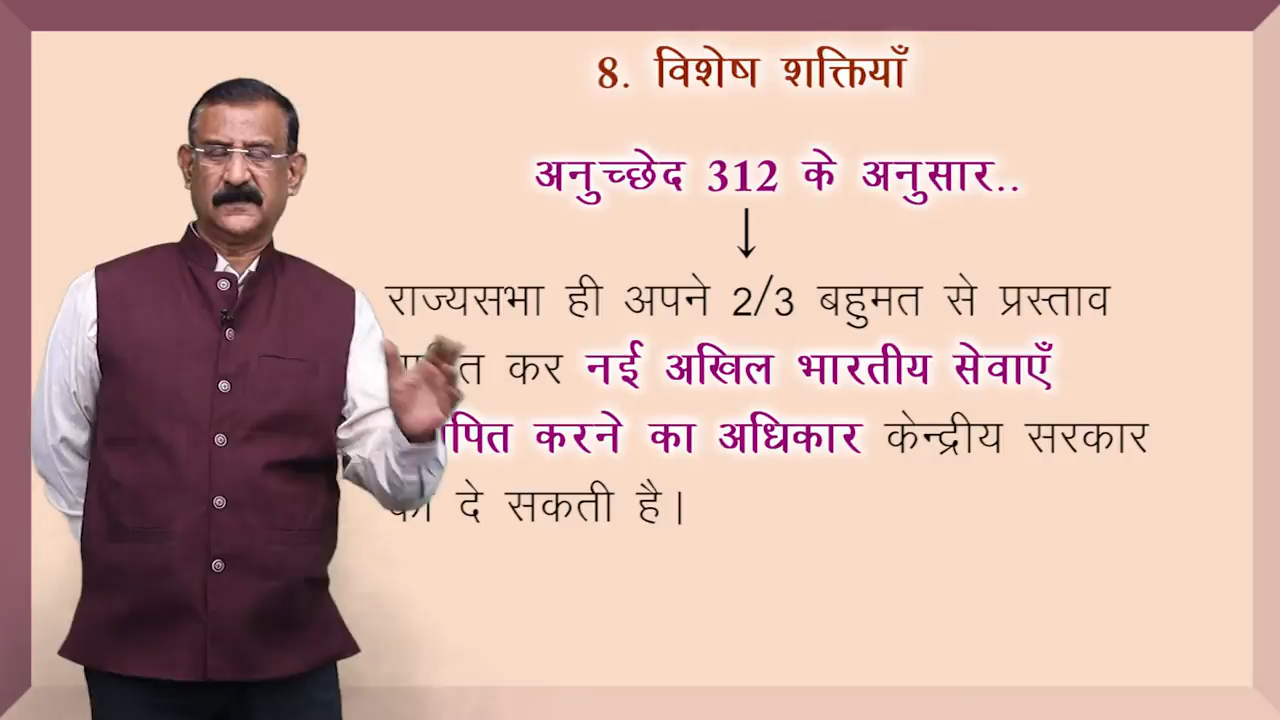 8. विशेष शक्तियाँ
अनुच्छेद 312 के अनुसार..
राज्यसभा ही अपने 2/3 बहुमत से प्रस्ताव
कर नई अखिल भारतीय सेवाएँ
करने का अधिकार केन्द्रीय सरकार
दे सकती है।